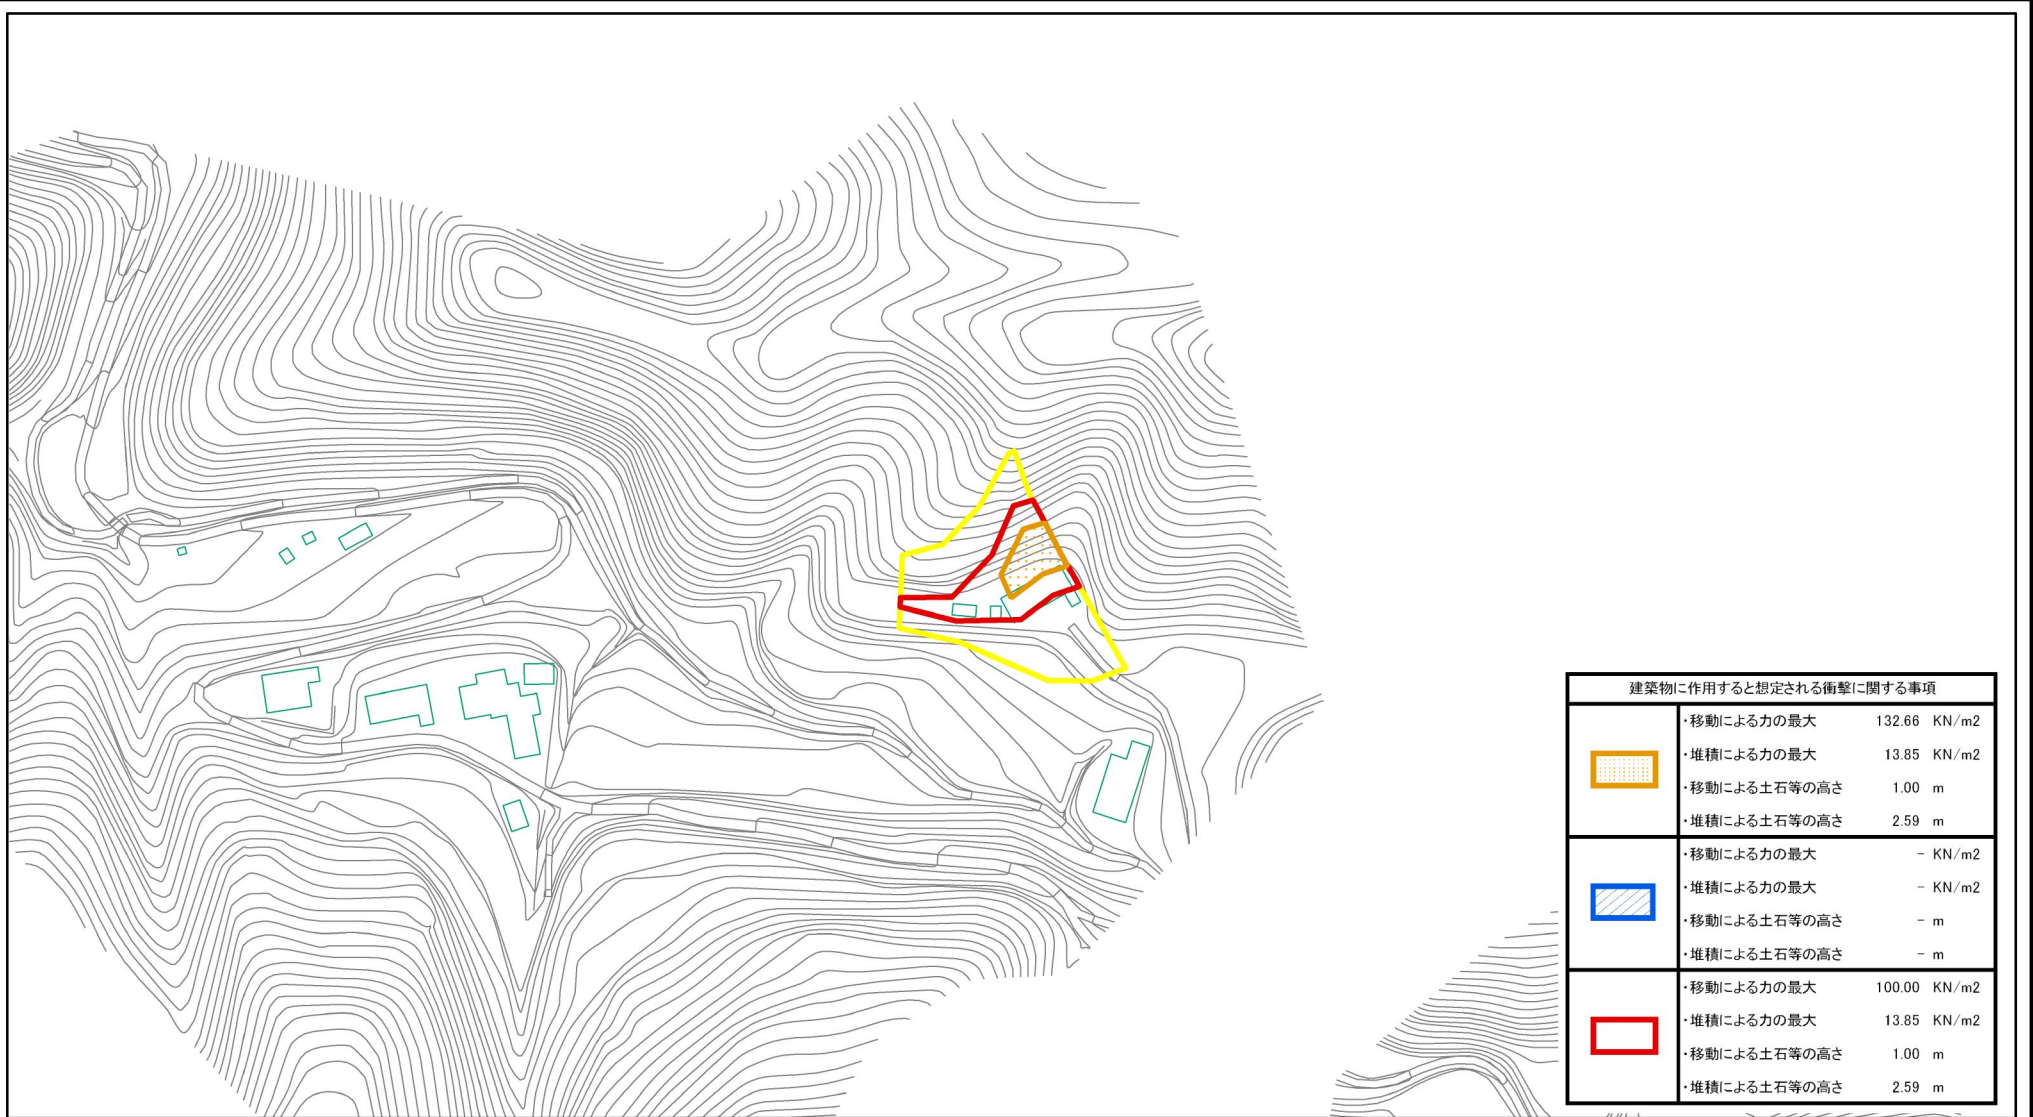 建築物に作用すると想定される衝撃に関する事項
・移動による力の最大 132.66 KN/m2
・堆積による力の最大 13.85 KN/m2
・移動による土石等の高さ 1.00 m
・堆積による土石等の高さ 2.59 m
・移動による力の最大 - KN/m2
・堆積による力の最大 - KN/m2
・移動による土石等の高さ - m
・堆積による土石等の高さ - m
・移動による力の最大 100.00 KN/m2
・堆積による力の最大 13.85 KN/m2
・移動による土石等の高さ 1.00 m
・堆積による土石等の高さ 2.59 m